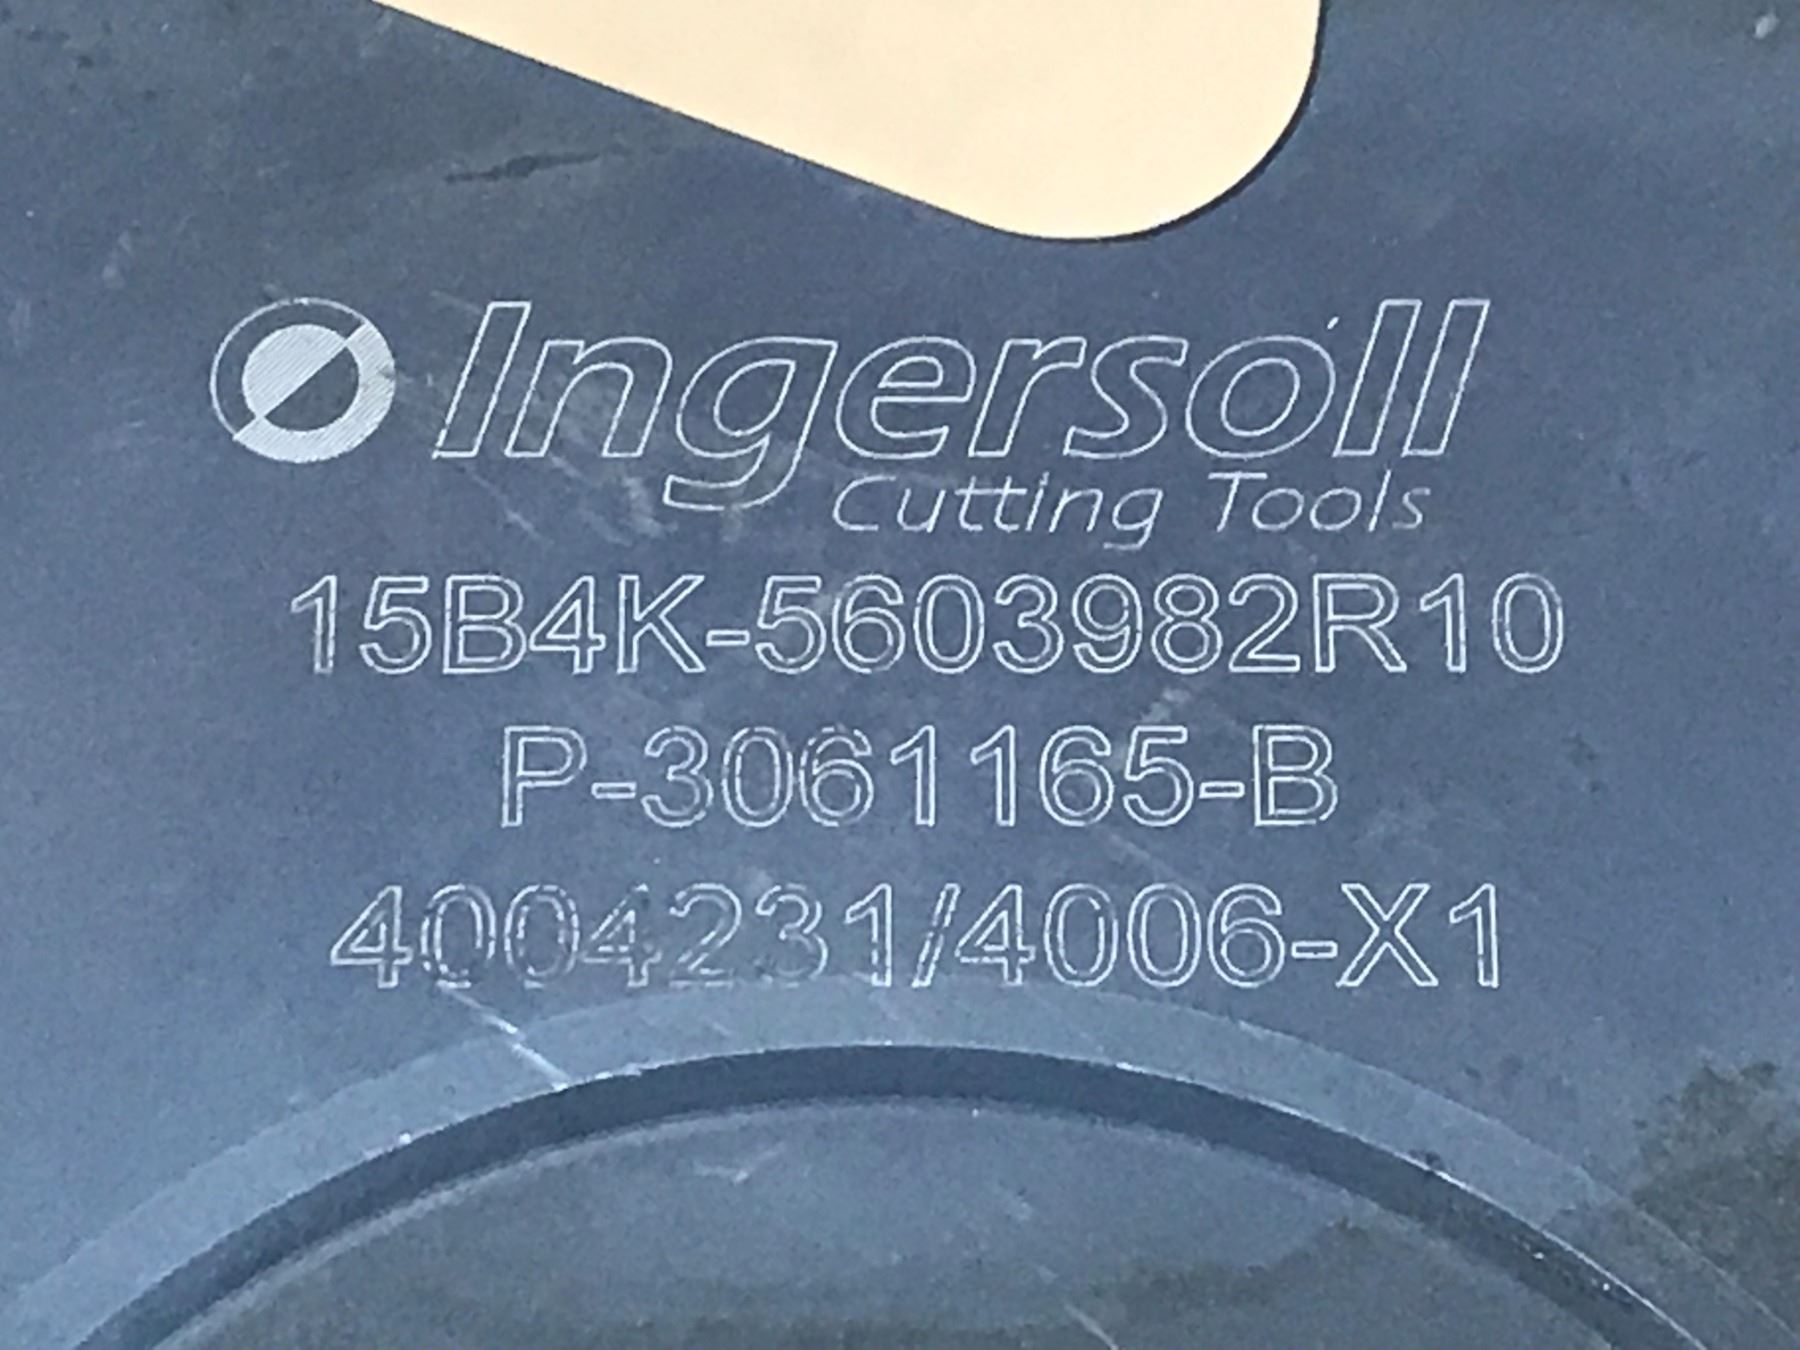 Ingersoll
Cutting Tools
15B4K-5603982R10
P-3061165-B
4004231/4006-X1